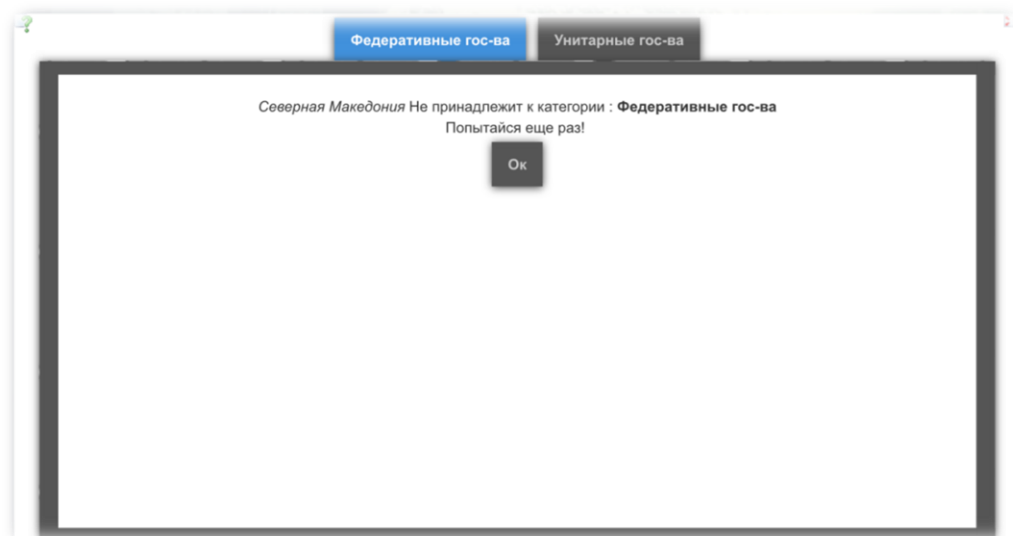 Федеративные гос-ва Унитарные гос-ва
Северная Македония Не принадлежит к категории : Федеративные гос-ва
Попытайся еще раз!
Ок